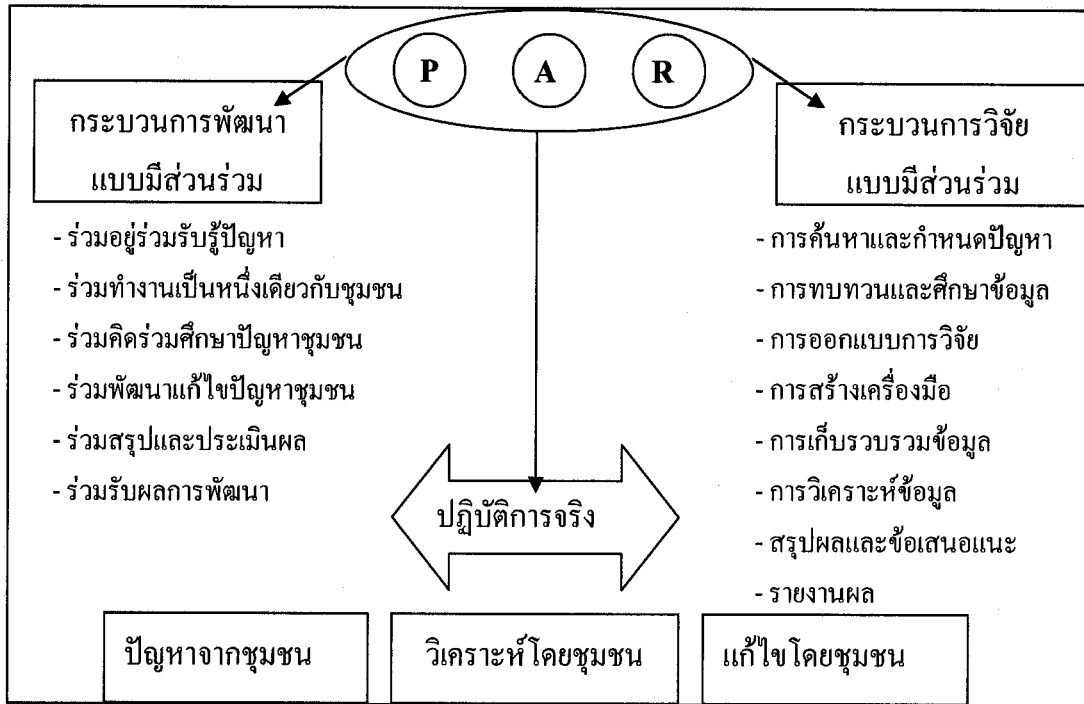 P A R
กระบวนการพัฒนา
แบบมีส่วนร่วม
- ร่วมอยู่ร่วมรับรู้ปัญหา
- ร่วมทำงานเป็นหนึ่งเดียวกับชุมชน
- ร่วมคิดร่วมศึกษาปัญหาชุมชน
- ร่วมพัฒนาแก้ไขปัญหาชุมชน
- ร่วมสรุปและประเมินผล
- ร่วมรับผลการพัฒนา
กระบวนการวิจัย
แบบมีส่วนร่วม
- การค้นหาและกำหนดปัญหา
- การทบทวนและศึกษาข้อมูล
- การออกแบบการวิจัย
- การสร้างเครื่องมือ
- การเก็บรวบรวมข้อมูล
- การวิเคราะห์ข้อมูล
- สรุปผลและข้อเสนอแนะ
- รายงานผล
ปฏิบัติการจริง
ปัญหาจากชุมชน
วิเคราะห์โดยชุมชน
แก้ไขโดยชุมชน